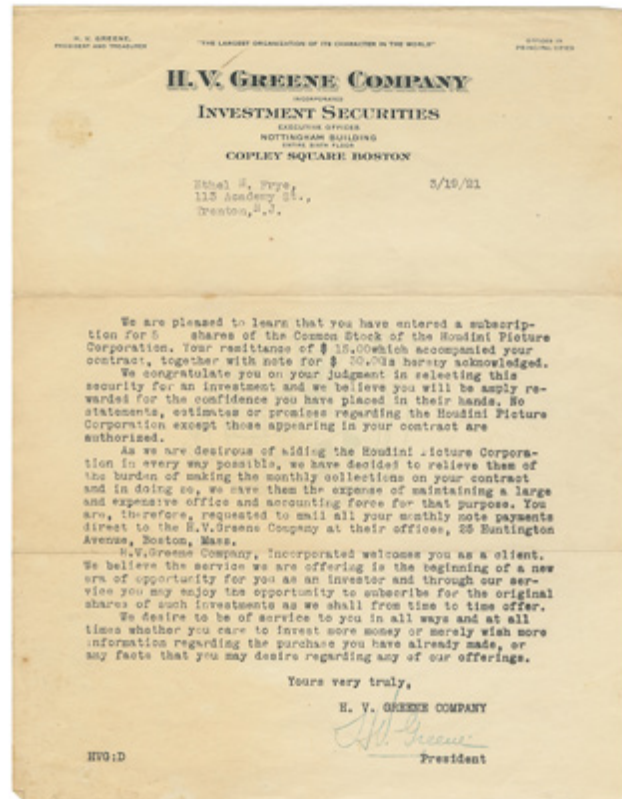 H. V. GREENE,
PRESIDENT AND TREASURER
"THE LARGEST ORGANIZATION OF ITS CHARACTER IN THE WORLD"
OFFICES IN
PRINCIPAL CITIES
H.V. GREENE COMPANY
INCORPORATED
INVESTMENT SECURITIES
EXECUTIVE OFFICES
NOTTINGHAM BUILDING
ENTIRE SIXTH FLOOR
COPLEY SQUARE BOSTON
Ethel Frye, 3/19/21
113 Academy St.,
Trenton, N.J.
We are pleased to learn that you have entered a subscrip-
tion for 5 shares of the Common Stock of the Houdini Picture
Corporation. Your remittance of $ 15.00which accompanied your
contract, together with note for $ 30.00is hereby acknowledged.
We congratulate you on your judgment in selecting this
security for an investment and we believe you will be amply re-
warded for the confidence you have placed in their hands. No
statements, estimates or promises regarding the Houdini Picture
Corporation except those appearing in your contract are
authorized.
As we are desirous of aiding the Houdini Picture Corpora-
tion in every way possible, we have decided to relieve them of
the burden of making the monthly collections on your contract
and in doing so, we save them the expense of maintaining a large
and expensive office and accounting force for that purpose. You
are, therefore, requested to mail all your monthly note payments
direct to the H.V.Greene Company at their offices, 25 Huntington
Avenue, Boston, Mass.
H.V.Greene Company, Incorporated welcomes you as a client.
We believe the service we are offering is the beginning of a new
era of opportunity for you as an investor and through our ser-
vice you may enjoy the opportunity to subscribe for the original
shares of such investments as we shall from time to time offer.
We desire to be of service to you in all ways and at all
times whether you care to invest more money or merely wish more
information regarding the purchase you have already made, or
any facts that you may desire regarding any of our offerings.
Yours very truly,
H. V. GREENE COMPANY
H.V. Greene
HVG:D President